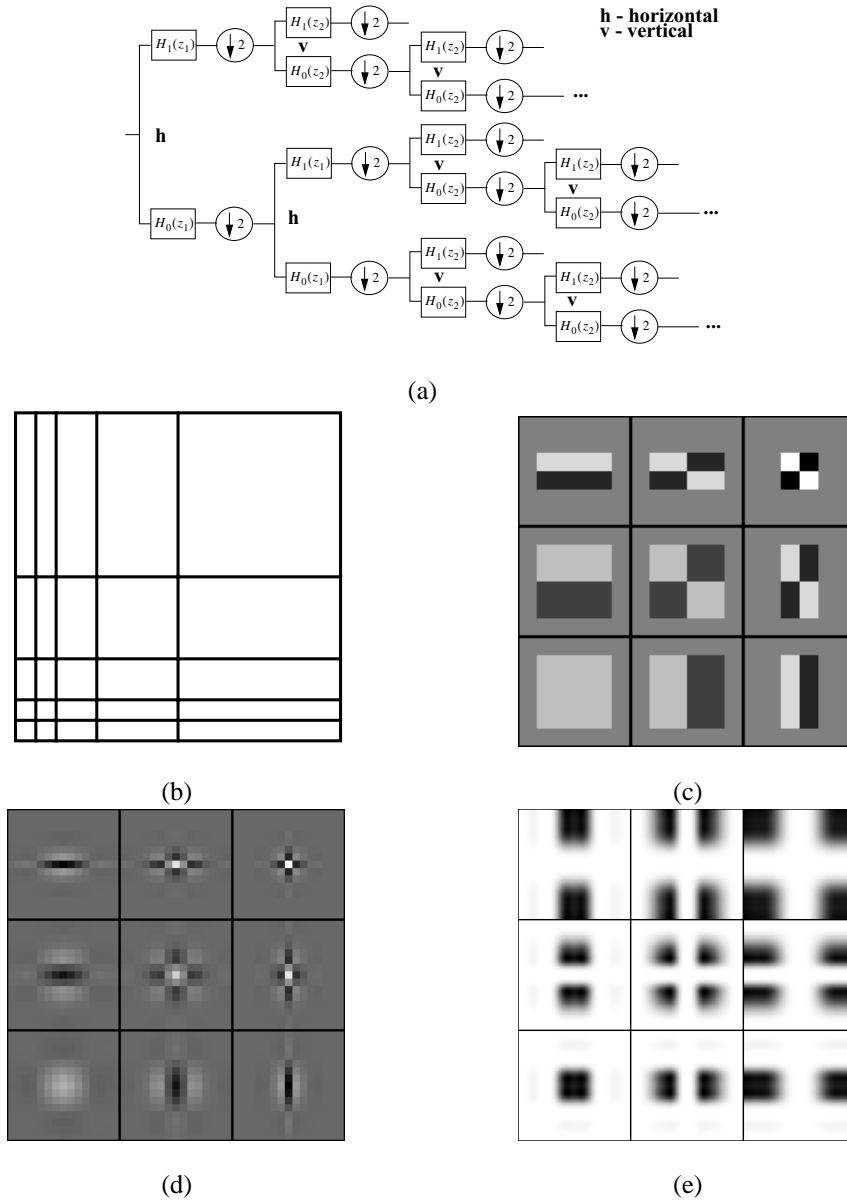 h - horizontal
v - vertical
H₁(z₂) ↓ 2
H₁(z₁) ↓ 2
v
H₁(z₂) ↓ 2
H₀(z₂) ↓ 2
v
H₀(z₂) ↓ 2 ...
h
H₁(z₂) ↓ 2
H₁(z₁) ↓ 2
v
H₁(z₂) ↓ 2
H₀(z₂) ↓ 2
v
H₀(z₁) ↓ 2
h
H₀(z₂) ↓ 2 ...
H₁(z₂) ↓ 2
H₀(z₁) ↓ 2
v
H₁(z₂) ↓ 2
H₀(z₂) ↓ 2
v
H₀(z₂) ↓ 2 ...
(a)
(b) (c)
(d) (e)